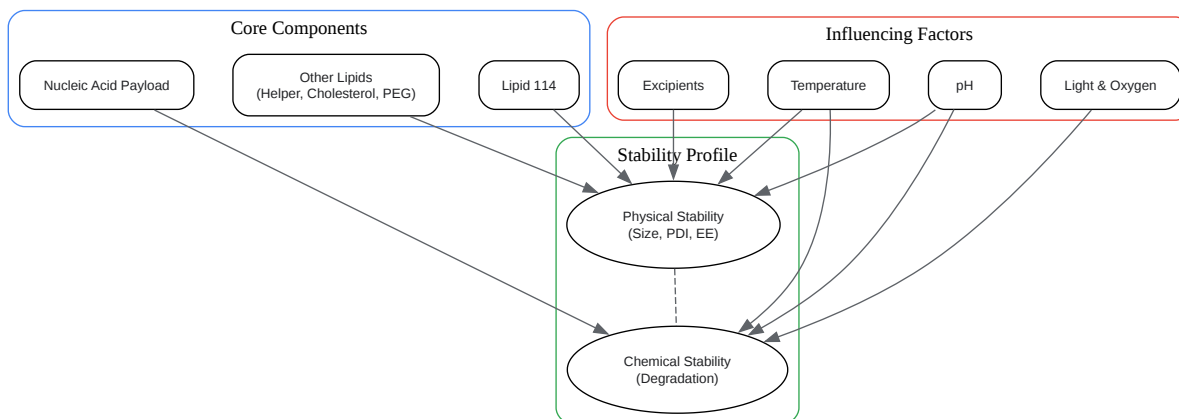 Core Components
Influencing Factors
Nucleic Acid Payload
Other Lipids
(Helper, Cholesterol, PEG)
Lipid 114
Excipients
Temperature
pH
Light & Oxygen
Stability Profile
Physical Stability
(Size, PDI, EE)
Chemical Stability
(Degradation)